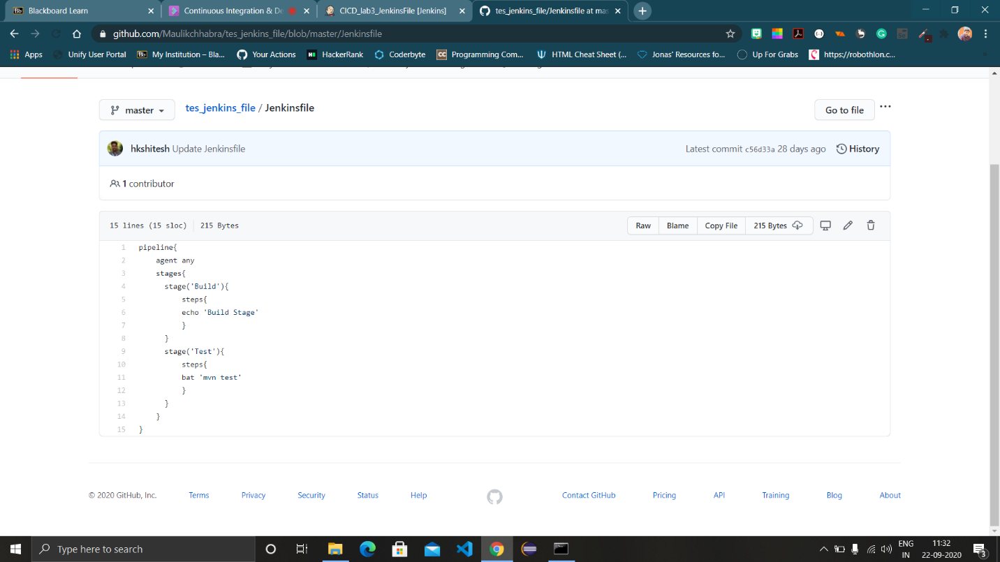 Blackboard Learn
Continuous Integration & De
CICD_lab3_JenkinsFile [Jenkins]
tes_jenkins_file/Jenkinsfile at mas
github.com/Maulikchhabra/tes_jenkins_file/blob/master/Jenkinsfile
Apps
Unify User Portal
My Institution – Bla...
Your Actions
HackerRank
Coderbyte
Programming Com...
HTML Cheat Sheet (...
Jonas' Resources fo...
Up For Grabs
https://robothlon.c...
master
tes_jenkins_file / Jenkinsfile
Go to file
hkshitesh Update Jenkinsfile
Latest commit c56d33a 28 days ago
History
1 contributor
15 lines (15 sloc)
215 Bytes
Raw
Blame
Copy File
215 Bytes
1 pipeline{
2 agent any
3 stages{
4 stage('Build'){
5 steps{
6 echo 'Build Stage'
7 }
8 }
9 stage('Test'){
10 steps{
11 bat 'mvn test'
12 }
13 }
14 }
15 }
© 2020 GitHub, Inc.
Terms
Privacy
Security
Status
Help
Contact GitHub
Pricing
API
Training
Blog
About
Type here to search
ENG
IN
11:32
22-09-2020
3